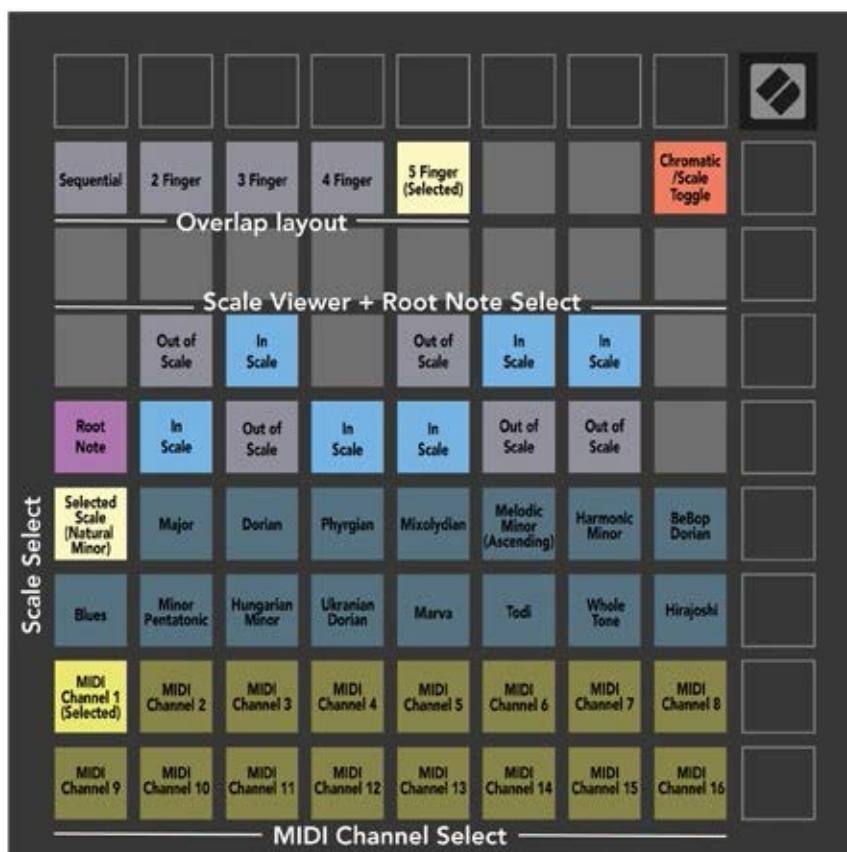 Sequential
2 Finger
3 Finger
4 Finger
5 Finger
(Selected)
Chromatic
/Scale
Toggle
Overlap layout
Scale Viewer + Root Note Select
Out of
Scale
In
Scale
Out of
Scale
In
Scale
In
Scale
Root
Note
In
Scale
Out of
Scale
In
Scale
In
Scale
Out of
Scale
Out of
Scale
Scale Select
Selected
Scale
(Natural
Minor)
Major
Dorian
Phyrgian
Mixolydian
Melodic
Minor
(Ascending)
Harmonic
Minor
BeBop
Dorian
Blues
Minor
Pentatonic
Hungarian
Minor
Ukranian
Dorian
Marva
Todi
Whole
Tone
Hirajoshi
MIDI
Channel 1
(Selected)
MIDI
Channel 2
MIDI
Channel 3
MIDI
Channel 4
MIDI
Channel 5
MIDI
Channel 6
MIDI
Channel 7
MIDI
Channel 8
MIDI
Channel 9
MIDI
Channel 10
MIDI
Channel 11
MIDI
Channel 12
MIDI
Channel 13
MIDI
Channel 14
MIDI
Channel 15
MIDI
Channel 16
MIDI Channel Select